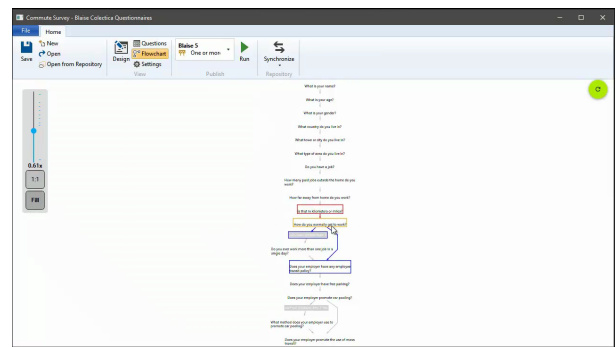 Commute Survey - Blaise Colectica Questionnaires
File
Home
Save
New
Open
Open from Repository
Design
Questions
Flowchart
Settings
View
Blaise 5
One or mor
Run
Publish
Synchronize
Repository
0.61x
1:1
Fill
What is your name?
What is your age?
What is your gender?
What country do you live in?
What town or city do you live in?
What type of area do you live in?
Do you have a job?
How many paid jobs outside the home do you
work?
How far away from home do you work?
Is that in kilometers or miles?
How do you normally get to work?
Do you ever work more than one job in a
single day?
Does your employer have any employee
travel policy?
Does your employer have free parking?
Does your employer promote car pooling?
What method does your employer use to
promote car pooling?
Does your employer promote the use of mass
transit?